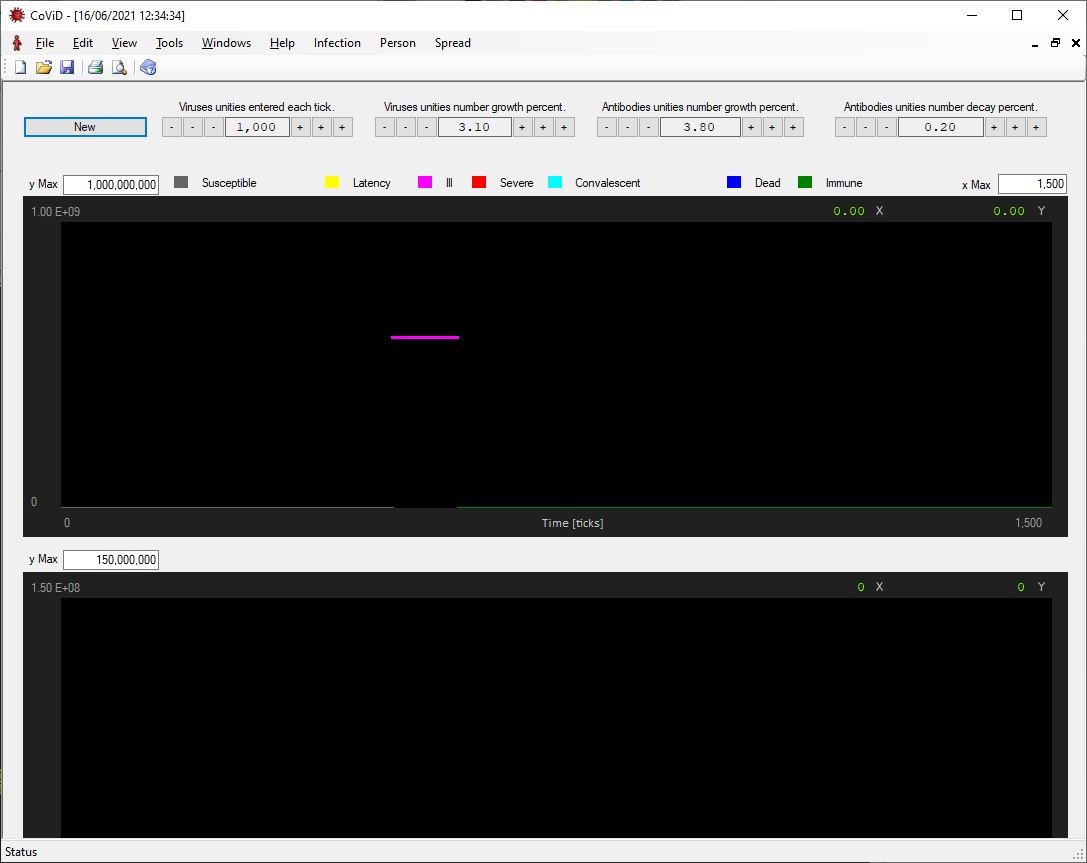 CoViD - [16/06/2021 12:34:34]
File Edit View Tools Windows Help Infection Person Spread
Viruses unities entered each tick. Viruses unities number growth percent. Antibodies unities number growth percent. Antibodies unities number decay percent.
New - - - 1,000 + + + - - - 3.10 + + + - - - 3.80 + + + - - - 0.20 + + +
y Max 1,000,000,000 Susceptible Latency Ill Severe Convalescent Dead Immune x Max 1,500
1.00 E+09 0.00 X 0.00 Y
0
0 Time [ticks] 1,500
y Max 150,000,000
1.50 E+08 0 X 0 Y
Status